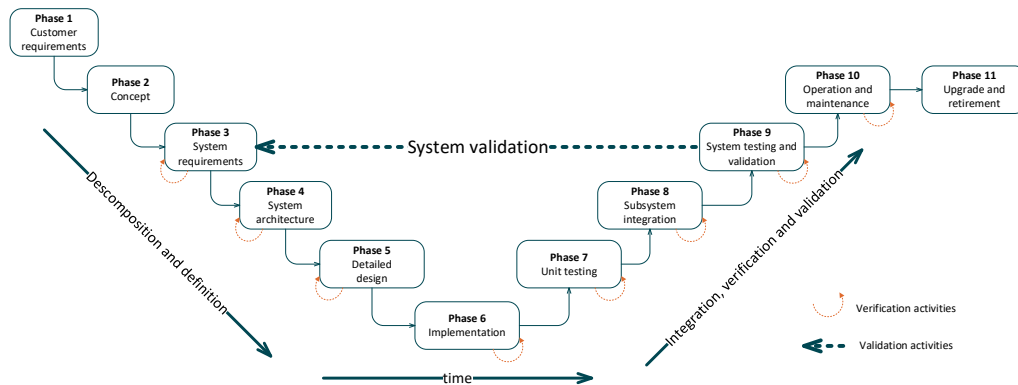 Phase 1
Customer
requirements
Phase 2
Concept
Phase 3
System
requirements
Phase 4
System
architecture
Phase 5
Detailed
design
Phase 6
Implementation
Phase 7
Unit testing
Phase 8
Subsystem
integration
Phase 9
System testing and
validation
Phase 10
Operation and
maintenance
Phase 11
Upgrade and
retirement
System validation
Descomposition and definition
time
Integration, verification and validation
Verification activities
Validation activities